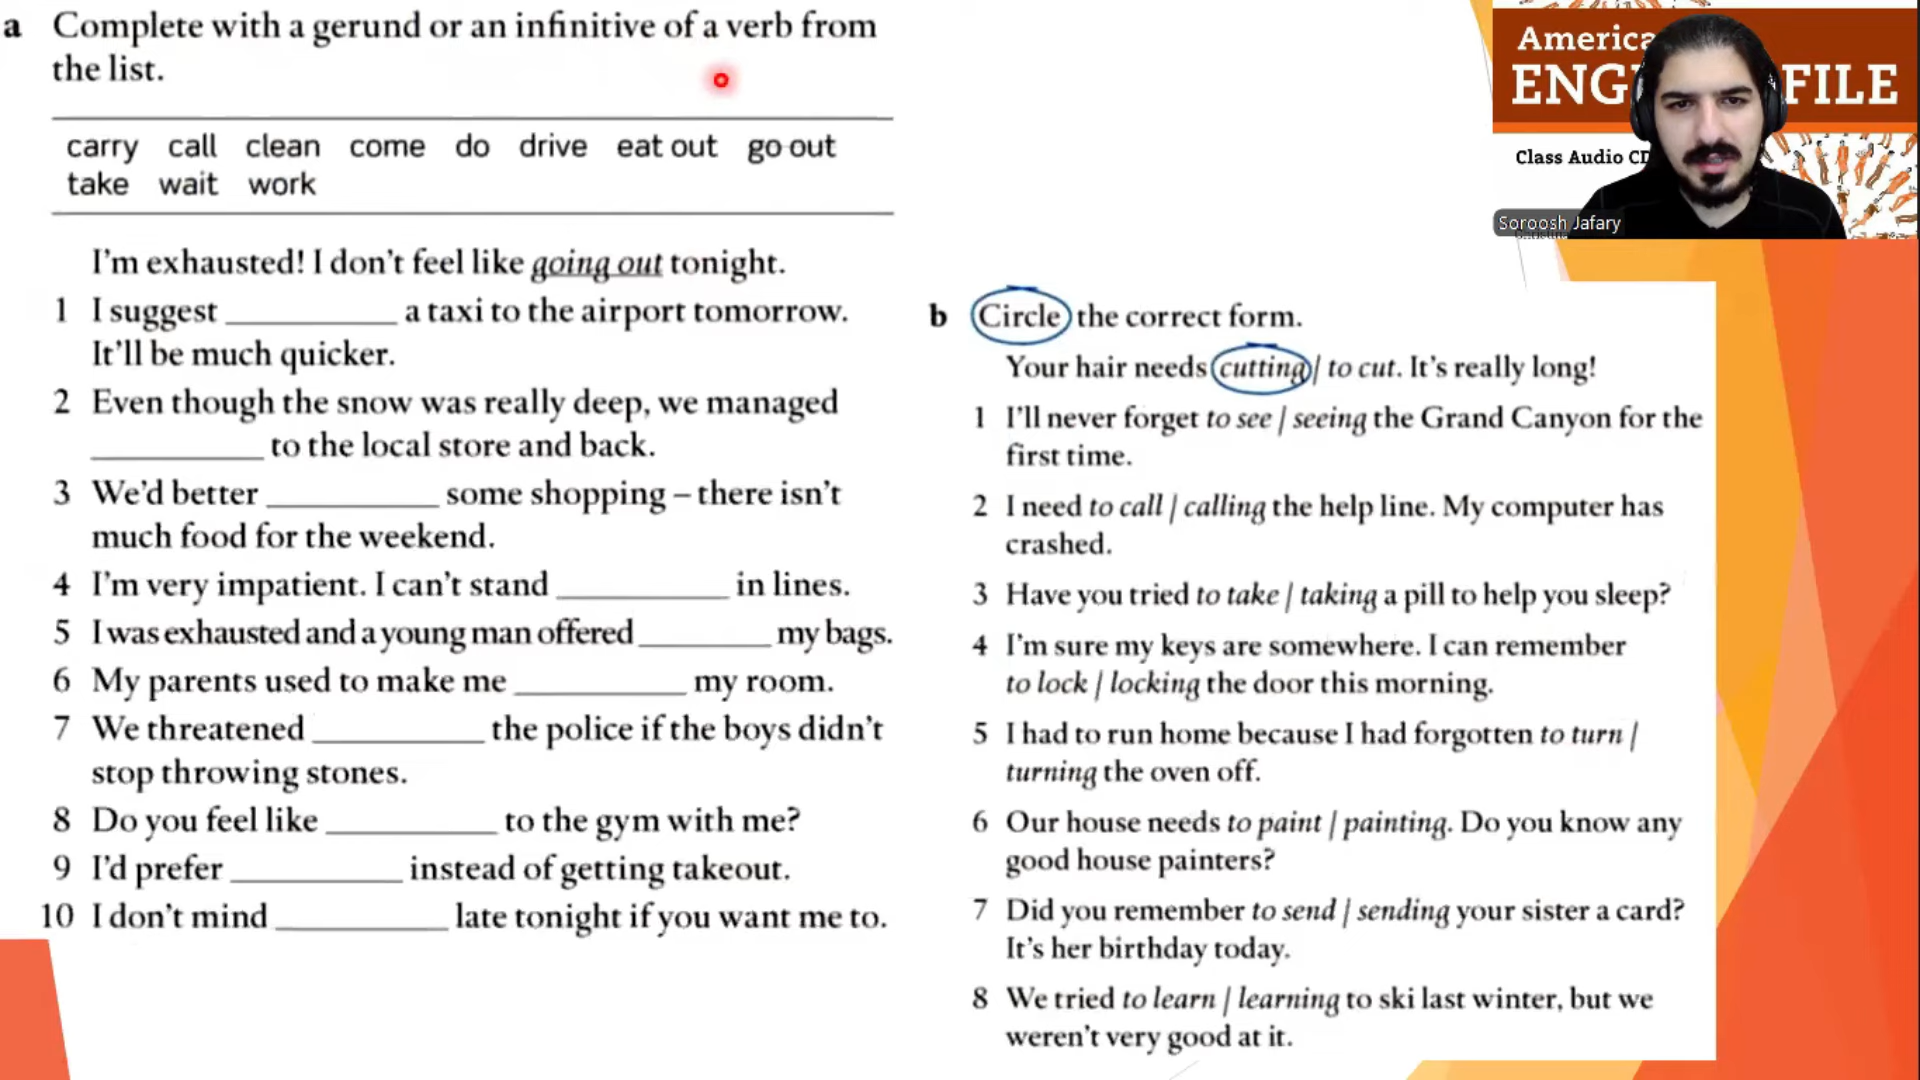 a Complete with a gerund or an infinitive of a verb from
the list.
carry call clean come do drive eat out go out
take wait work
I'm exhausted! I don't feel like going out tonight.
1 I suggest __________ a taxi to the airport tomorrow.
It'll be much quicker.
2 Even though the snow was really deep, we managed
__________ to the local store and back.
3 We'd better __________ some shopping – there isn't
much food for the weekend.
4 I'm very impatient. I can't stand __________ in lines.
5 I was exhausted and a young man offered ________ my bags.
6 My parents used to make me __________ my room.
7 We threatened __________ the police if the boys didn't
stop throwing stones.
8 Do you feel like __________ to the gym with me?
9 I'd prefer __________ instead of getting takeout.
10 I don't mind __________ late tonight if you want me to.
b Circle the correct form.
Your hair needs cutting | to cut. It's really long!
1 I'll never forget to see | seeing the Grand Canyon for the
first time.
2 I need to call | calling the help line. My computer has
crashed.
3 Have you tried to take | taking a pill to help you sleep?
4 I'm sure my keys are somewhere. I can remember
to lock | locking the door this morning.
5 I had to run home because I had forgotten to turn |
turning the oven off.
6 Our house needs to paint | painting. Do you know any
good house painters?
7 Did you remember to send | sending your sister a card?
It's her birthday today.
8 We tried to learn | learning to ski last winter, but we
weren't very good at it.
America
ENG FILE
Class Audio CD
Soroosh Jafary